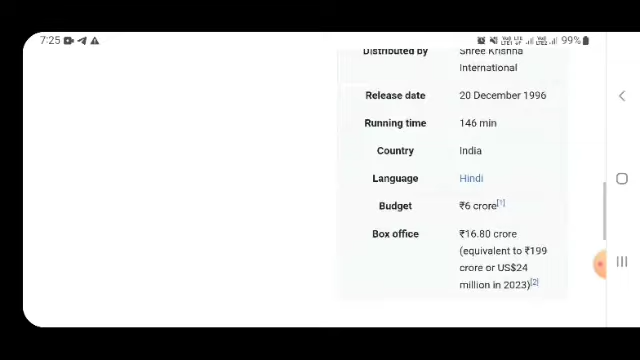 7:25 99%
Distributed by Shree Krishna
International
Release date 20 December 1996
Running time 146 min
Country India
Language Hindi
Budget ₹6 crore[1]
Box office ₹16.80 crore
(equivalent to ₹199
crore or US$24
million in 2023)[2]